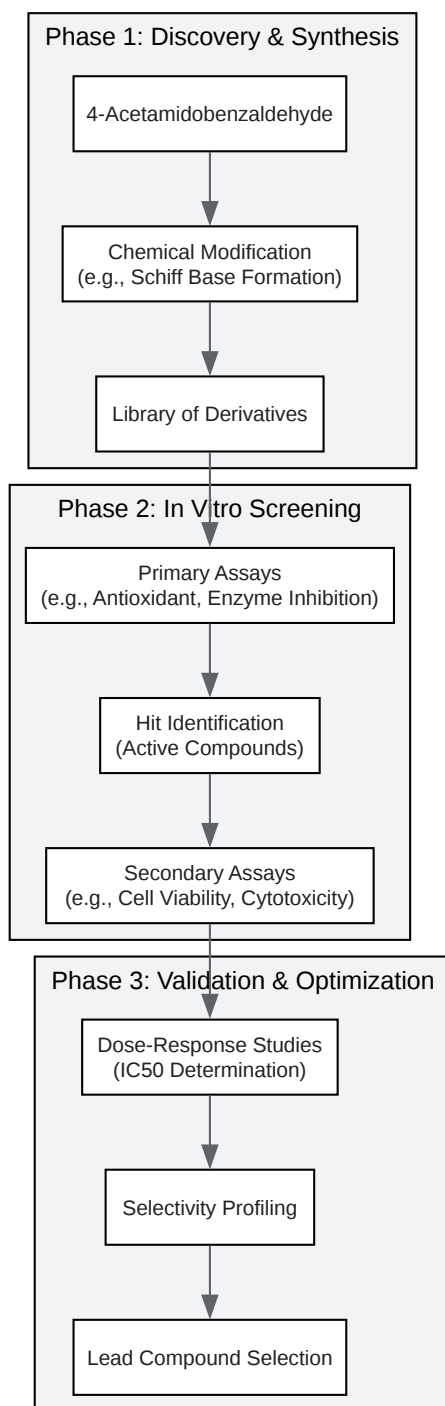 Phase 1: Discovery & Synthesis
4-Acetamidobenzaldehyde
Chemical Modification
(e.g., Schiff Base Formation)
Library of Derivatives
Phase 2: In Vitro Screening
Primary Assays
(e.g., Antioxidant, Enzyme Inhibition)
Hit Identification
(Active Compounds)
Secondary Assays
(e.g., Cell Viability, Cytotoxicity)
Phase 3: Validation & Optimization
Dose-Response Studies
(IC50 Determination)
Selectivity Profiling
Lead Compound Selection